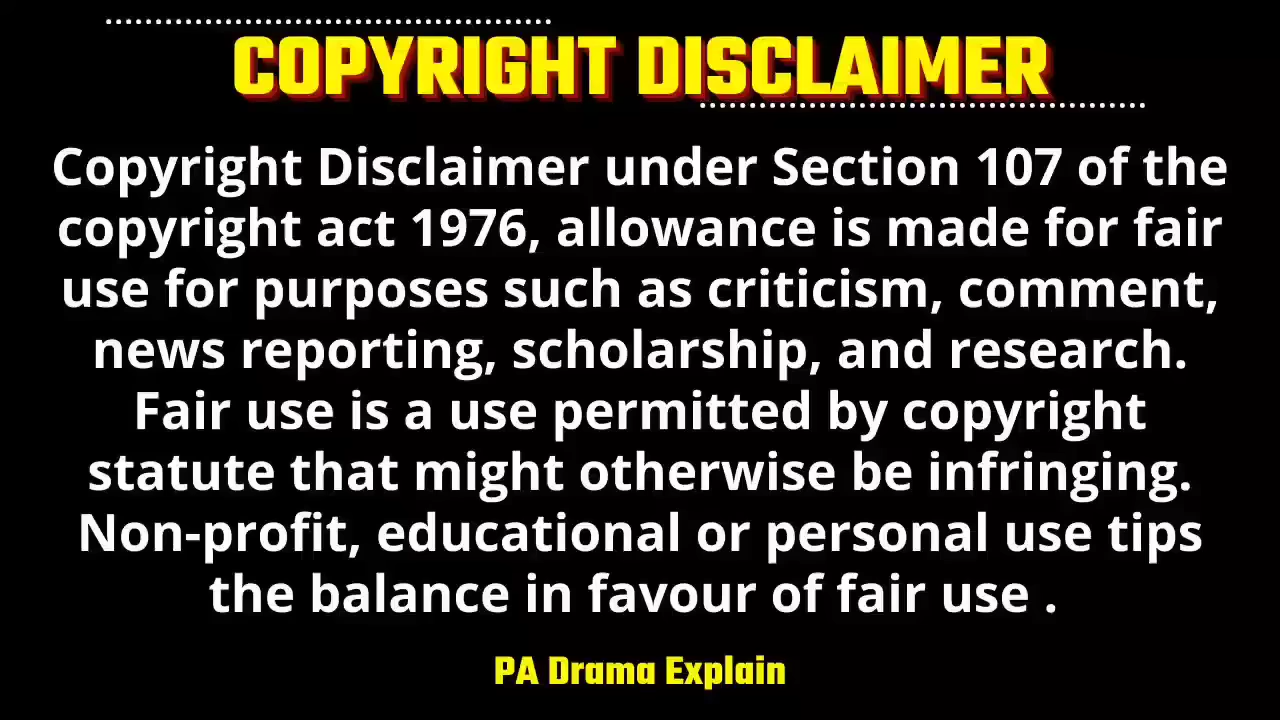 COPYRIGHT DISCLAIMER
Copyright Disclaimer under Section 107 of the
copyright act 1976, allowance is made for fair
use for purposes such as criticism, comment,
news reporting, scholarship, and research.
Fair use is a use permitted by copyright
statute that might otherwise be infringing.
Non-profit, educational or personal use tips
the balance in favour of fair use .
PA Drama Explain